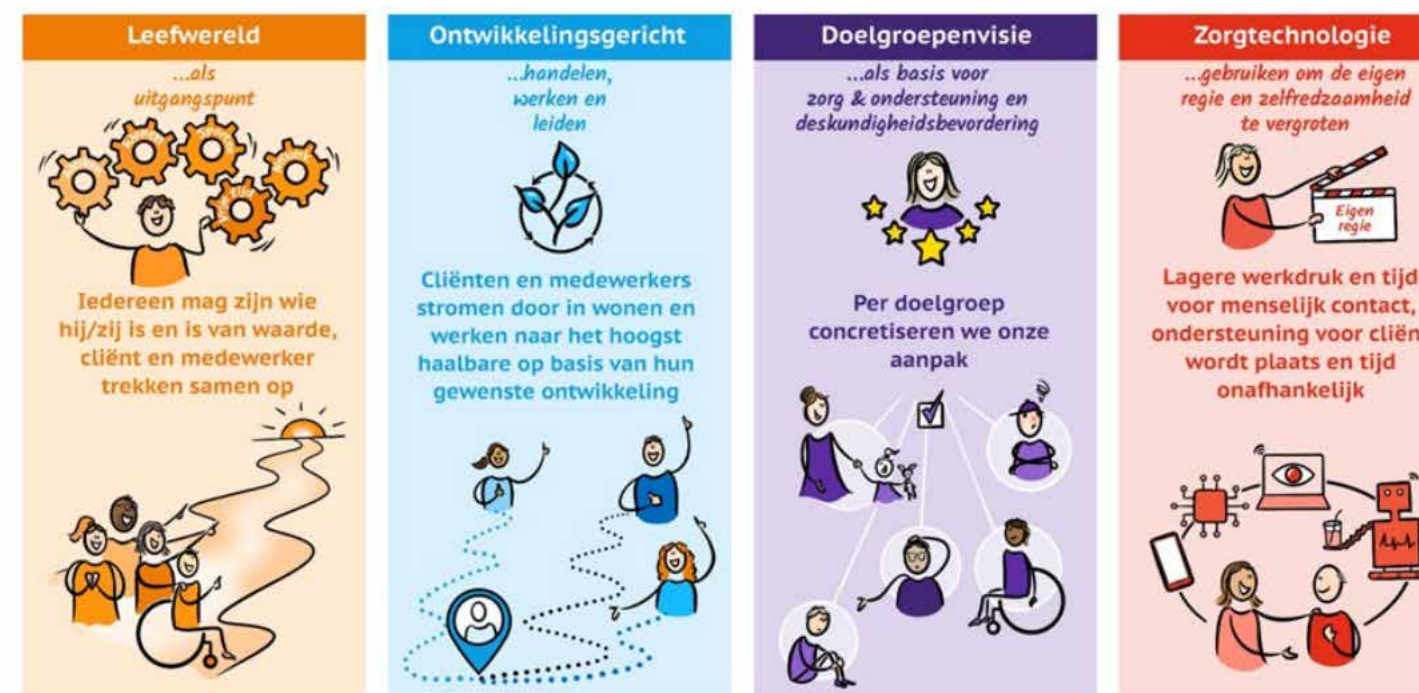 Leefwereld
...als
uitgangspunt
vrije tijd
Iedereen mag zijn wie
hij/zij is en is van waarde,
cliënt en medewerker
trekken samen op
Ontwikkelingsgericht
...handelen,
werken en
leiden
Cliënten en medewerkers
stromen door in wonen en
werken naar het hoogst
haalbare op basis van hun
gewenste ontwikkeling
Doelgroepenvisie
...als basis voor
zorg & ondersteuning en
deskundigheidsbevordering
Per doelgroep
concretiseren we onze
aanpak
Zorgtechnologie
...gebruiken om de eigen
regie en zelfredzaamheid
te vergroten
Eigen
regie
Lagere werkdruk en tijd
voor menselijk contact,
ondersteuning voor cliën
wordt plaats en tijd
onafhankelijk